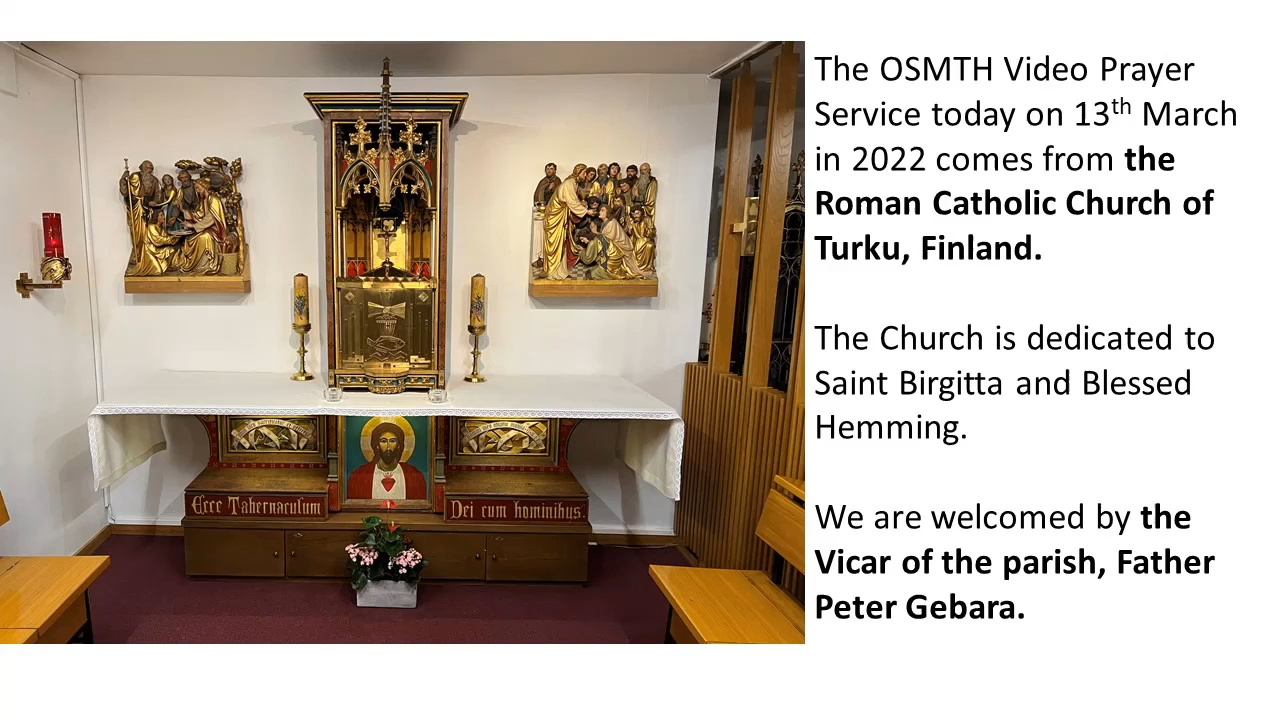 The OSMTH Video Prayer
Service today on 13th March
in 2022 comes from the
Roman Catholic Church of
Turku, Finland.
The Church is dedicated to
Saint Birgitta and Blessed
Hemming.
We are welcomed by the
Vicar of the parish, Father
Peter Gebara.
Ecce Tabernaculum
Dei cum hominibus.